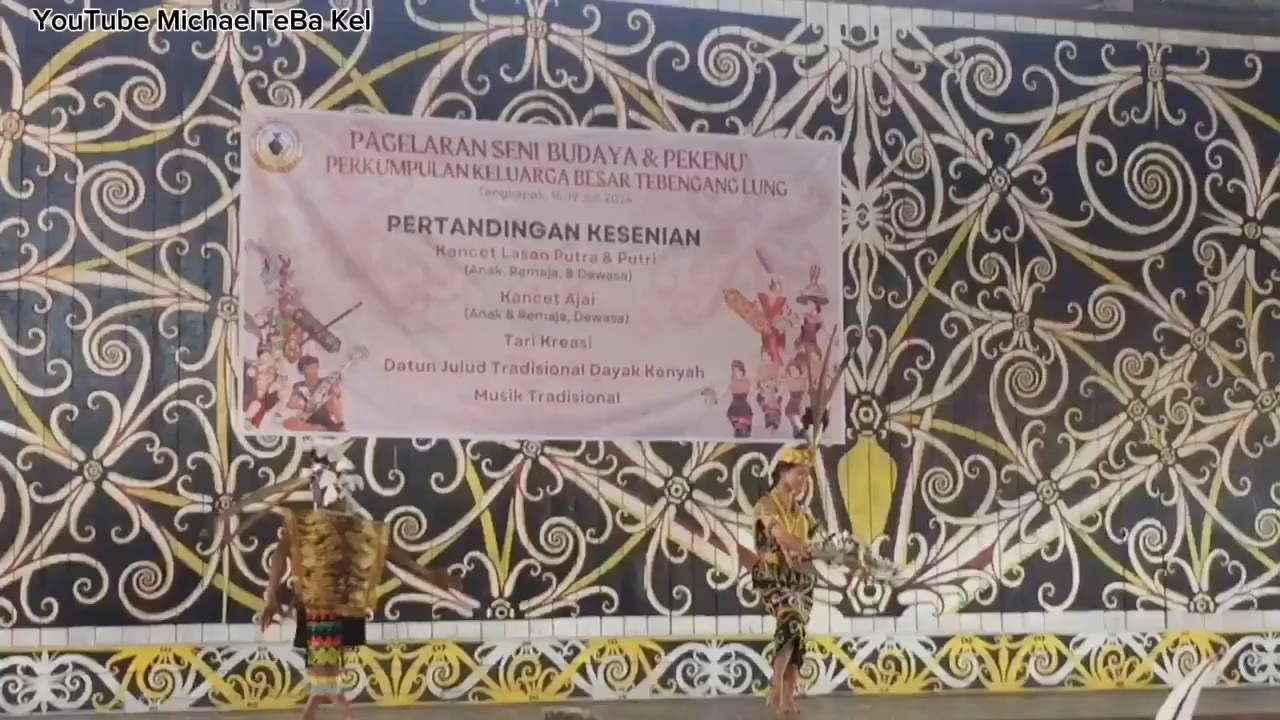 YouTube MichaelTeBa Kel
PAGELARAN SENI BUDAYA & PEKENU'
PERKUMPULAN KELUARGA BESAR TEBENGANG LUNG
PERTANDINGAN KESENIAN
Kancet Lasan Putra & Putri
(Anak, Remaja, & Dewasa)
Kancet Ajai
(Anak & Remaja, Dewasa)
Tari Kreasi
Datun Julud Tradisional Dayak Kenyah
Musik Tradisional